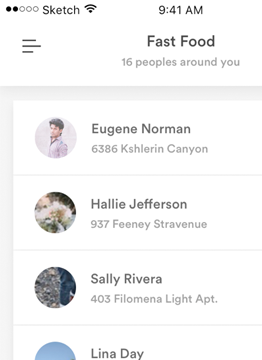 Sketch 9:41 AM
Fast Food
16 peoples around you
Eugene Norman
6386 Kshlerin Canyon
Hallie Jefferson
937 Feeney Stravenue
Sally Rivera
403 Filomena Light Apt.
Lina Day